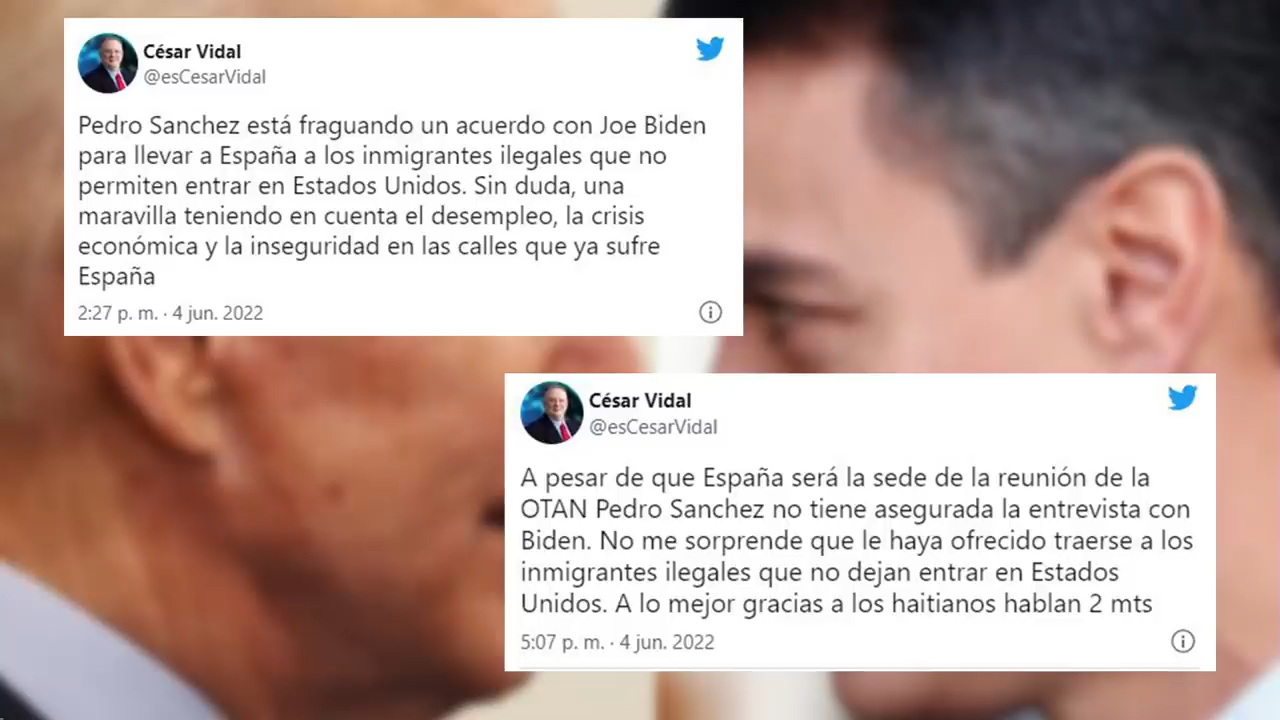 César Vidal
@esCesarVidal
Pedro Sanchez está fraguando un acuerdo con Joe Biden
para llevar a España a los inmigrantes ilegales que no
permiten entrar en Estados Unidos. Sin duda, una
maravilla teniendo en cuenta el desempleo, la crisis
económica y la inseguridad en las calles que ya sufre
España
2:27 p. m. · 4 jun. 2022
César Vidal
@esCesarVidal
A pesar de que España será la sede de la reunión de la
OTAN Pedro Sanchez no tiene asegurada la entrevista con
Biden. No me sorprende que le haya ofrecido traerse a los
inmigrantes ilegales que no dejan entrar en Estados
Unidos. A lo mejor gracias a los haitianos hablan 2 mts
5:07 p. m. · 4 jun. 2022